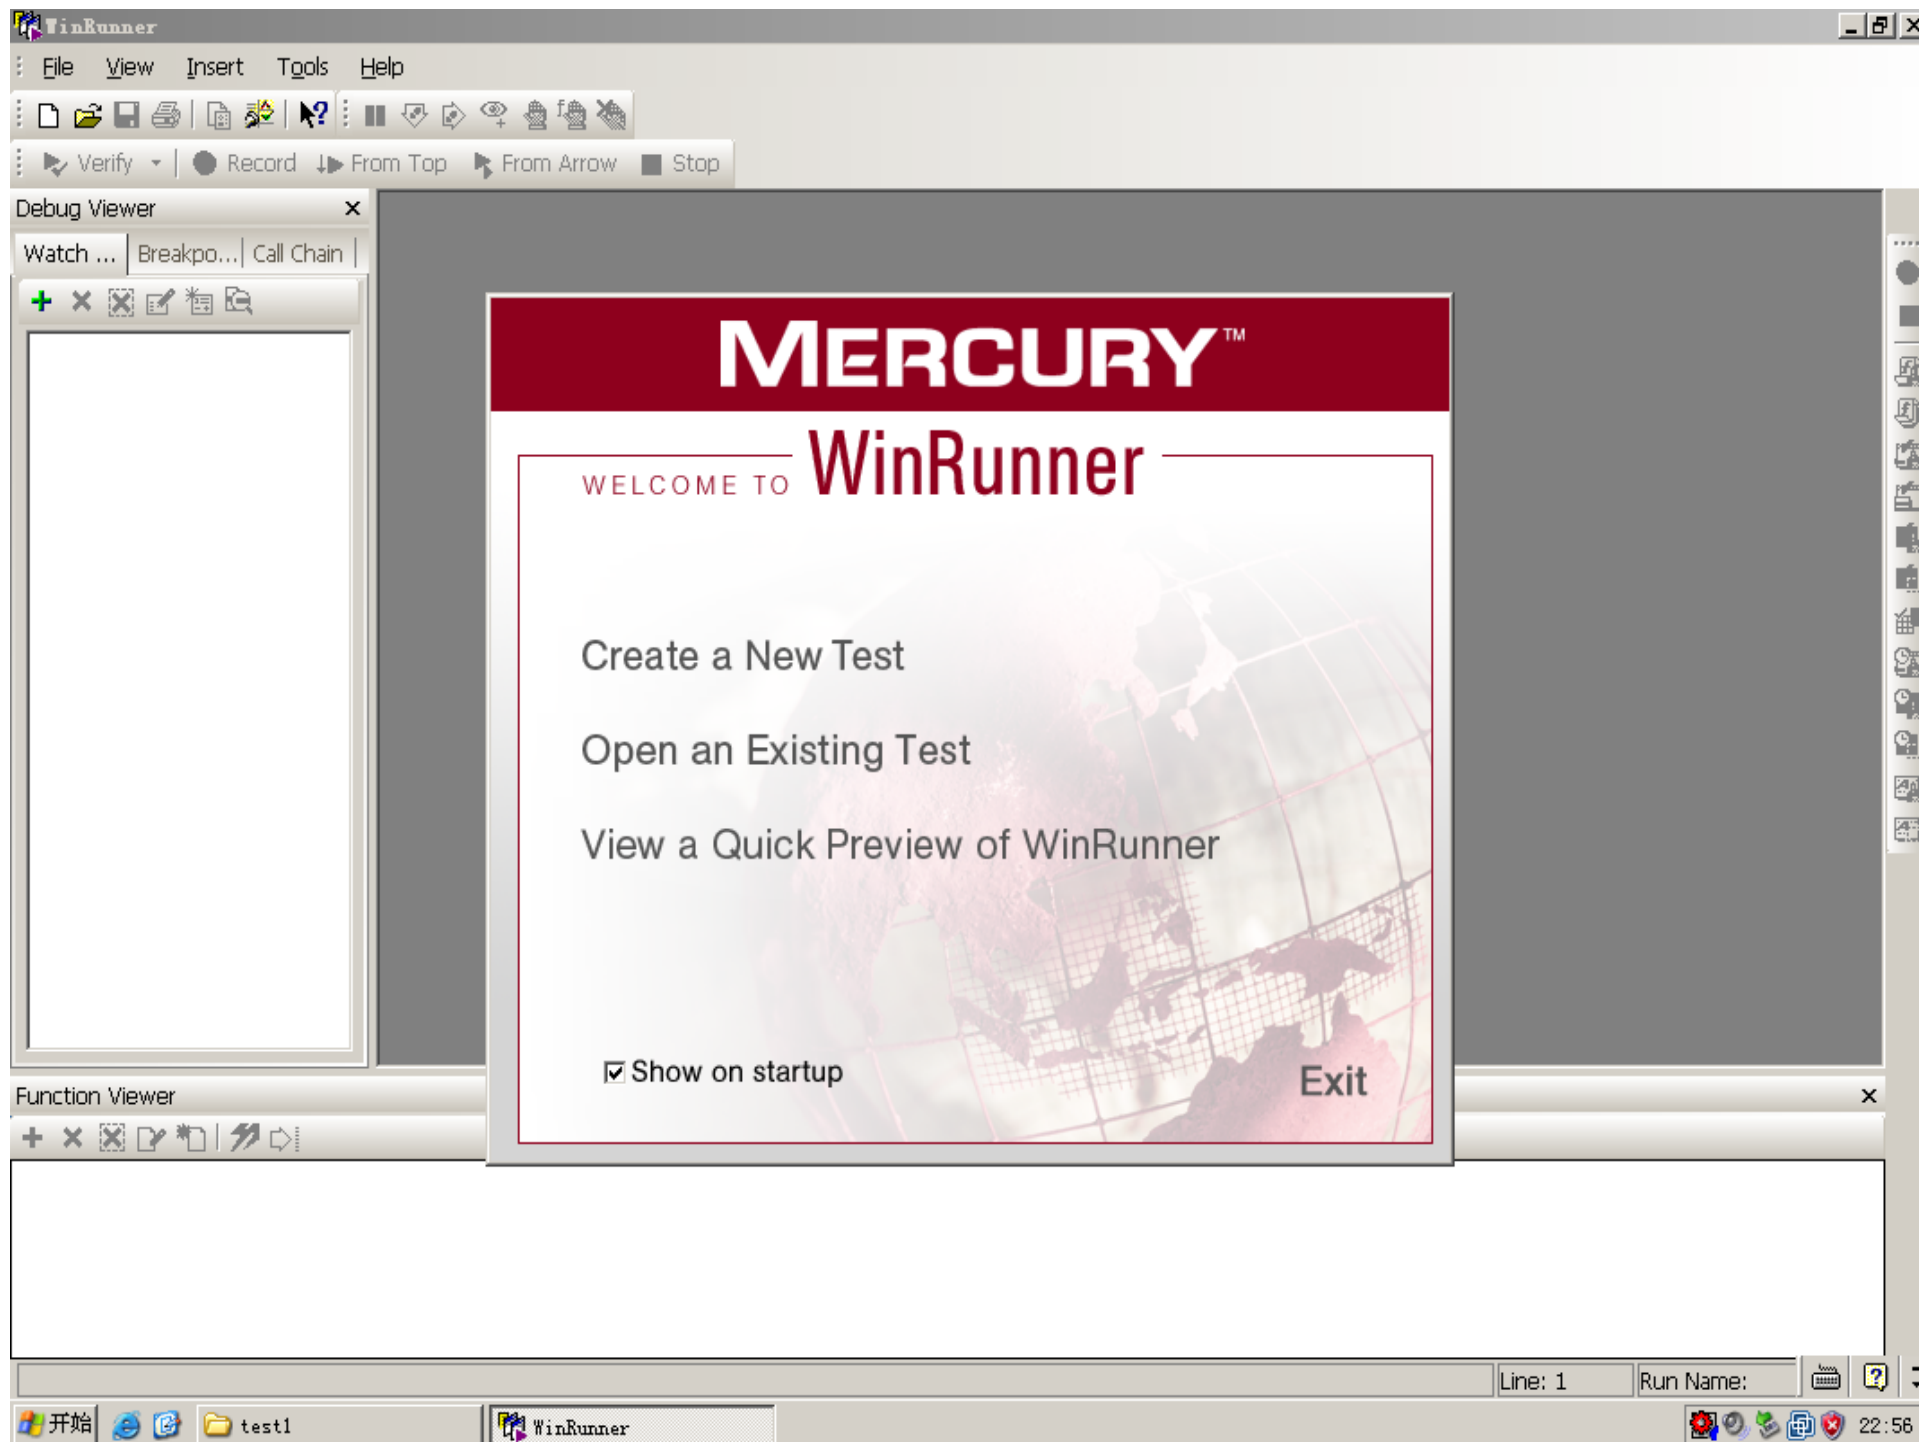 WinRunner
File View Insert Tools Help
Verify Record From Top From Arrow Stop
Debug Viewer
Watch ... Breakpo... Call Chain
MERCURY™
WELCOME TO WinRunner
Create a New Test
Open an Existing Test
View a Quick Preview of WinRunner
Show on startup
Exit
Function Viewer
Line: 1 Run Name:
开始 test1 WinRunner 22:56